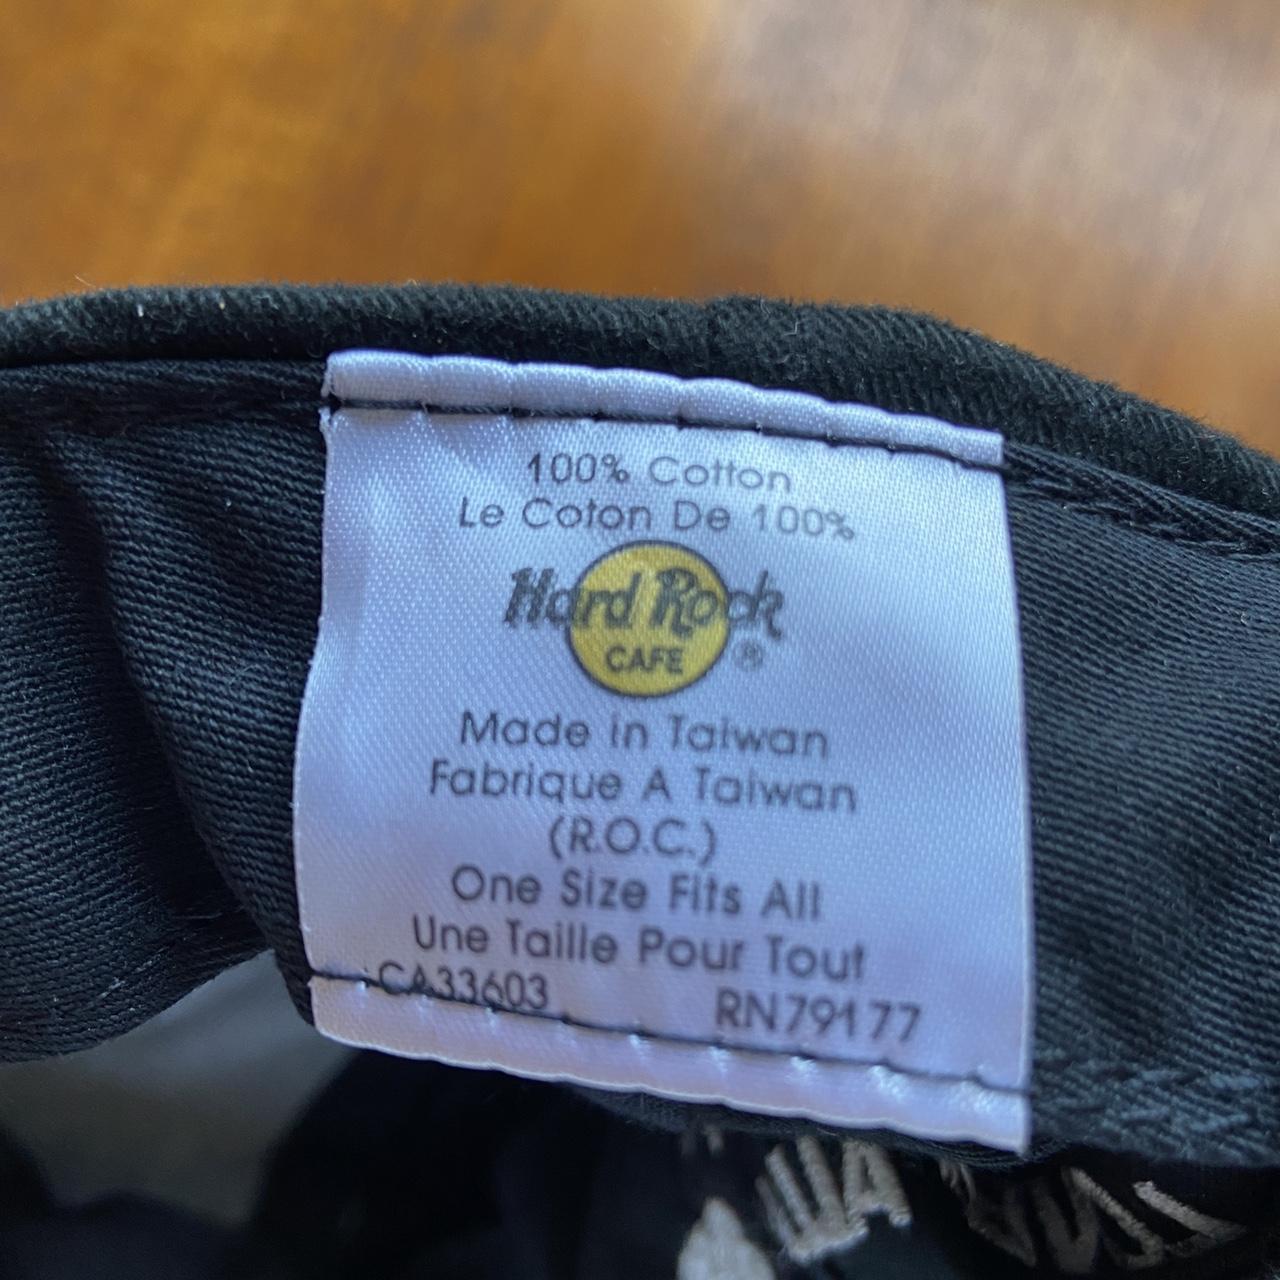 100% Cotton
Le Coton De 100%
Hard Rock
CAFE ®
Made in Taiwan
Fabrique A Taiwan
(R.O.C.)
One Size Fits All
Une Taille Pour Tout
CA33603 RN79177